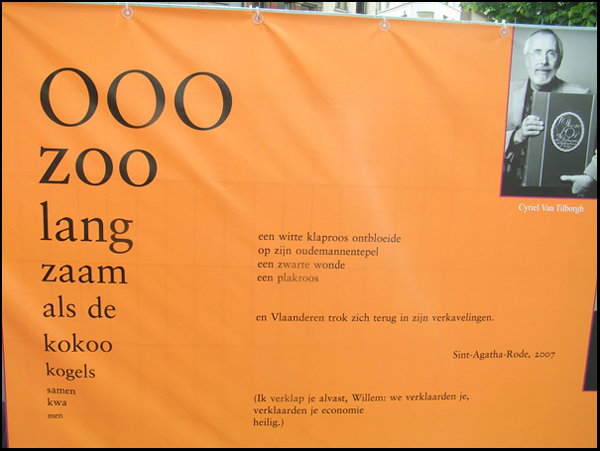 OOO
zoo
lang
zaam
als de
kokoo
kogels
samen
kwa
men
een witte klaproos ontbloeide
op zijn oudemannentepel
een zwarte wonde
een plakroos
en Vlaanderen trok zich terug in zijn verkavelingen.
Sint-Agatha-Rode, 2007
(Ik verklap je alvast, Willem: we verklaarden je,
verklaarden je economie
heilig.)
Cyriel Van Tilborgh